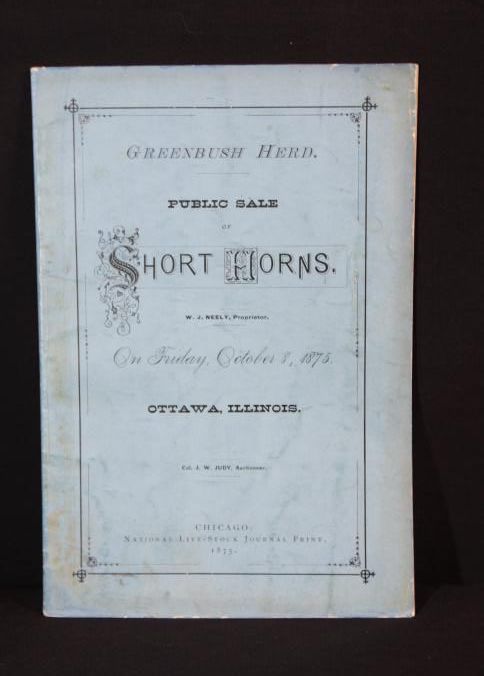 GREENBUSH HERD.
PUBLIC SALE
OF
SHORT HORNS.
W. J. NEELY, Proprietor.
On Friday, October 8, 1875.
OTTAWA, ILLINOIS.
Col. J. W. JUDY, Auctioneer.
CHICAGO:
NATIONAL LIVE-STOCK JOURNAL PRINT,
1875.